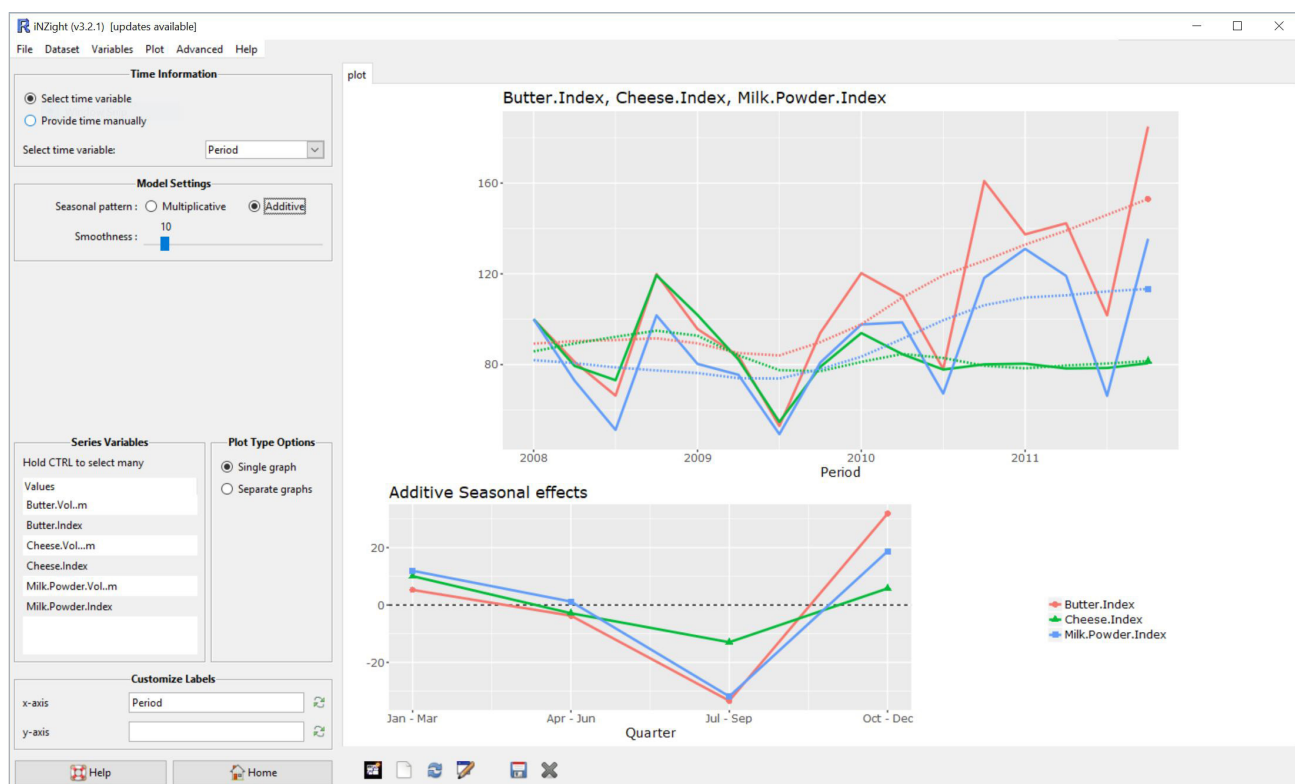 iNZight (v3.2.1) [updates available]
File Dataset Variables Plot Advanced Help
Time Information
Select time variable
Provide time manually
Select time variable: Period
Model Settings
Seasonal pattern : Multiplicative Additive
10
Smoothness :
Series Variables
Hold CTRL to select many
Values
Butter.Vol..m
Butter.Index
Cheese.Vol...m
Cheese.Index
Milk.Powder.Vol..m
Milk.Powder.Index
Plot Type Options
Single graph
Separate graphs
Customize Labels
x-axis Period
y-axis
Help Home
plot
Butter.Index, Cheese.Index, Milk.Powder.Index
160
120
80
2008 2009 2010 2011
Period
Additive Seasonal effects
20
0
-20
Jan - Mar Apr - Jun Jul - Sep Oct - Dec
Quarter
Butter.Index
Cheese.Index
Milk.Powder.Index